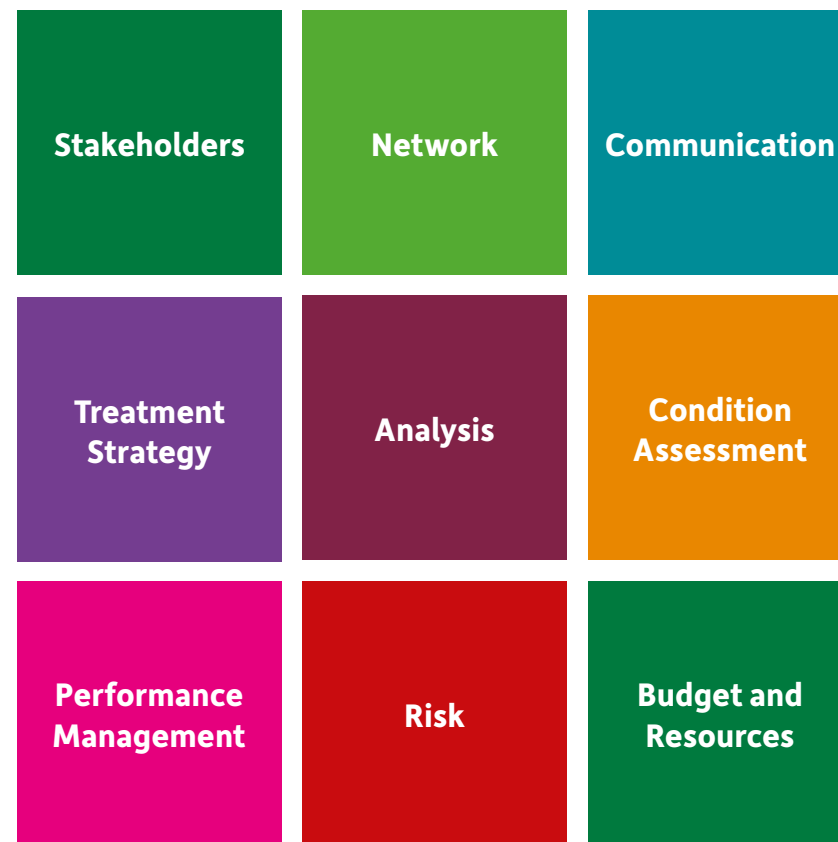 Stakeholders
Network
Communication
Treatment
Strategy
Analysis
Condition
Assessment
Performance
Management
Risk
Budget and
Resources